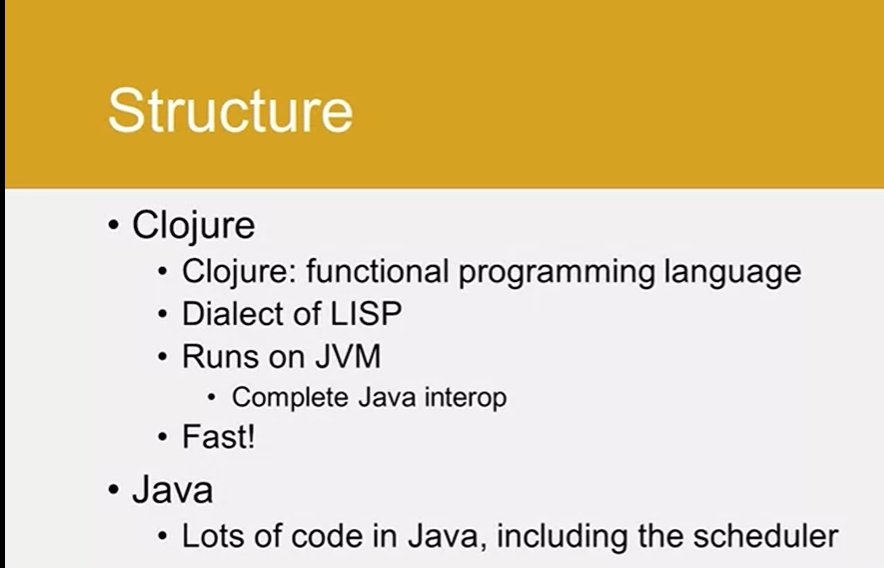 Structure
• Clojure
• Clojure: functional programming language
• Dialect of LISP
• Runs on JVM
• Complete Java interop
• Fast!
• Java
• Lots of code in Java, including the scheduler